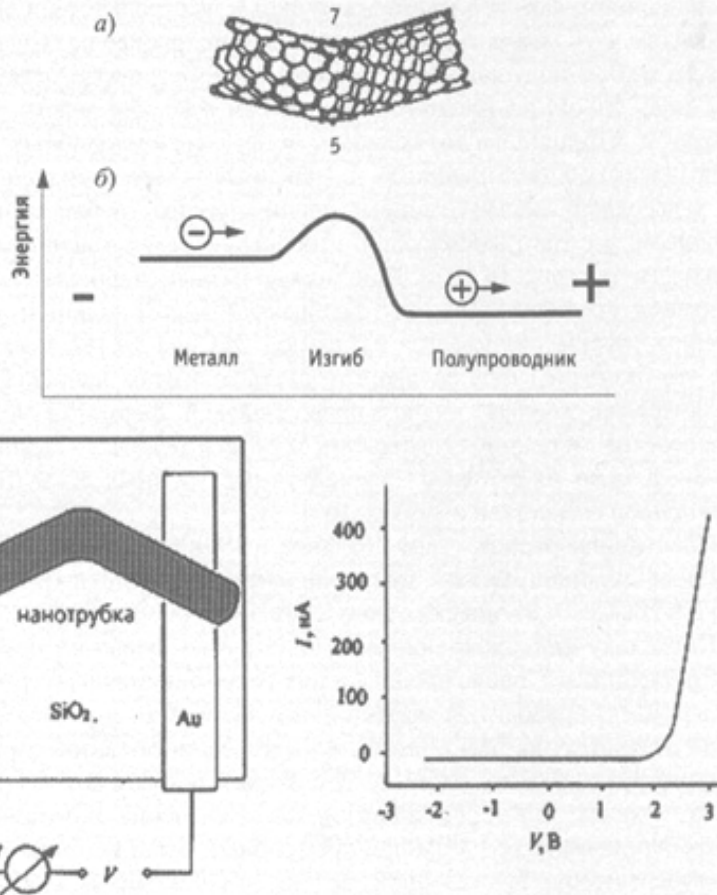 а)
7
5
б)
Энергия
Металл
Изгиб
Полупроводник
нанотрубка
SiO₂.
Au
V
I, нА
400
300
200
100
0
-3 -2 -1 0 1 2 3
V, В